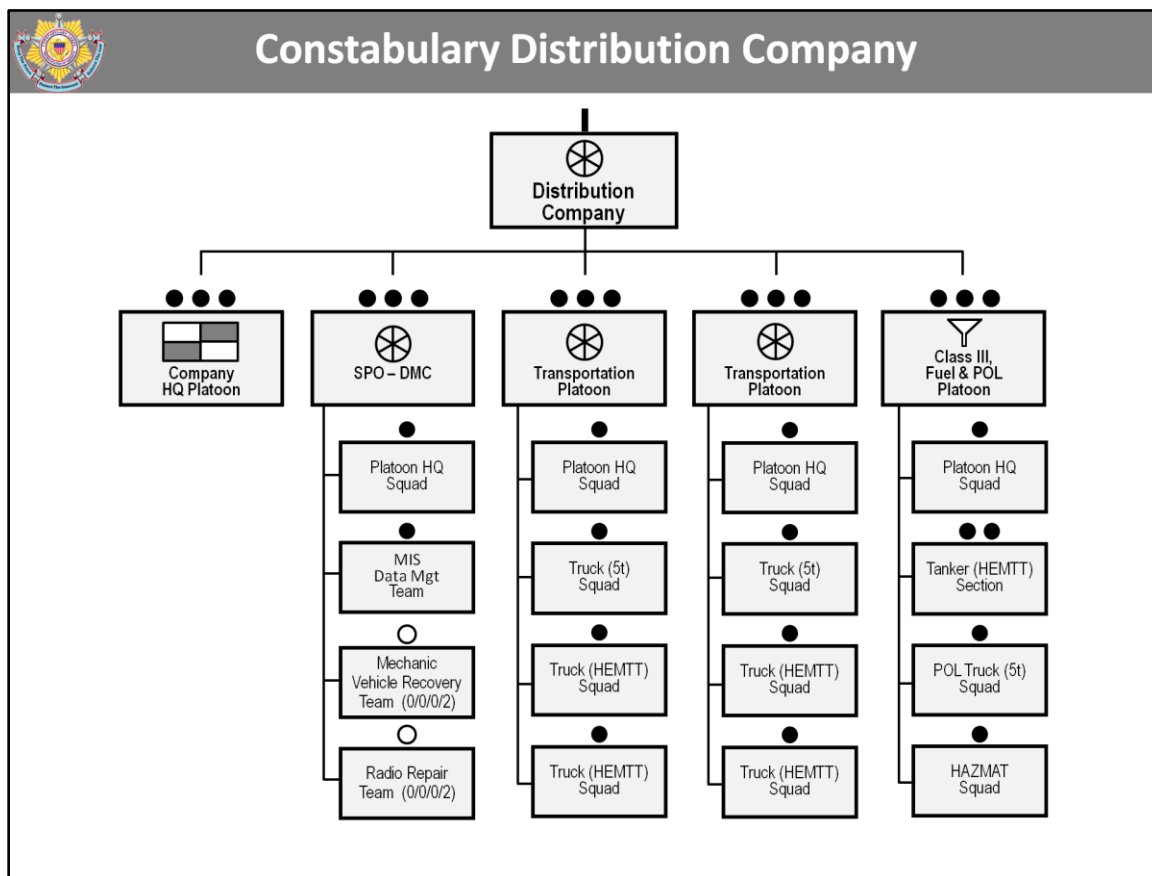 Constabulary Distribution Company
Distribution
Company
Company
HQ Platoon
SPO – DMC
Transportation
Platoon
Transportation
Platoon
Class III,
Fuel & POL
Platoon
Platoon HQ
Squad
MIS
Data Mgt
Team
Mechanic
Vehicle Recovery
Team (0/0/0/2)
Radio Repair
Team (0/0/0/2)
Platoon HQ
Squad
Truck (5t)
Squad
Truck (HEMTT)
Squad
Truck (HEMTT)
Squad
Platoon HQ
Squad
Truck (5t)
Squad
Truck (HEMTT)
Squad
Truck (HEMTT)
Squad
Platoon HQ
Squad
Tanker (HEMTT)
Section
POL Truck (5t)
Squad
HAZMAT
Squad